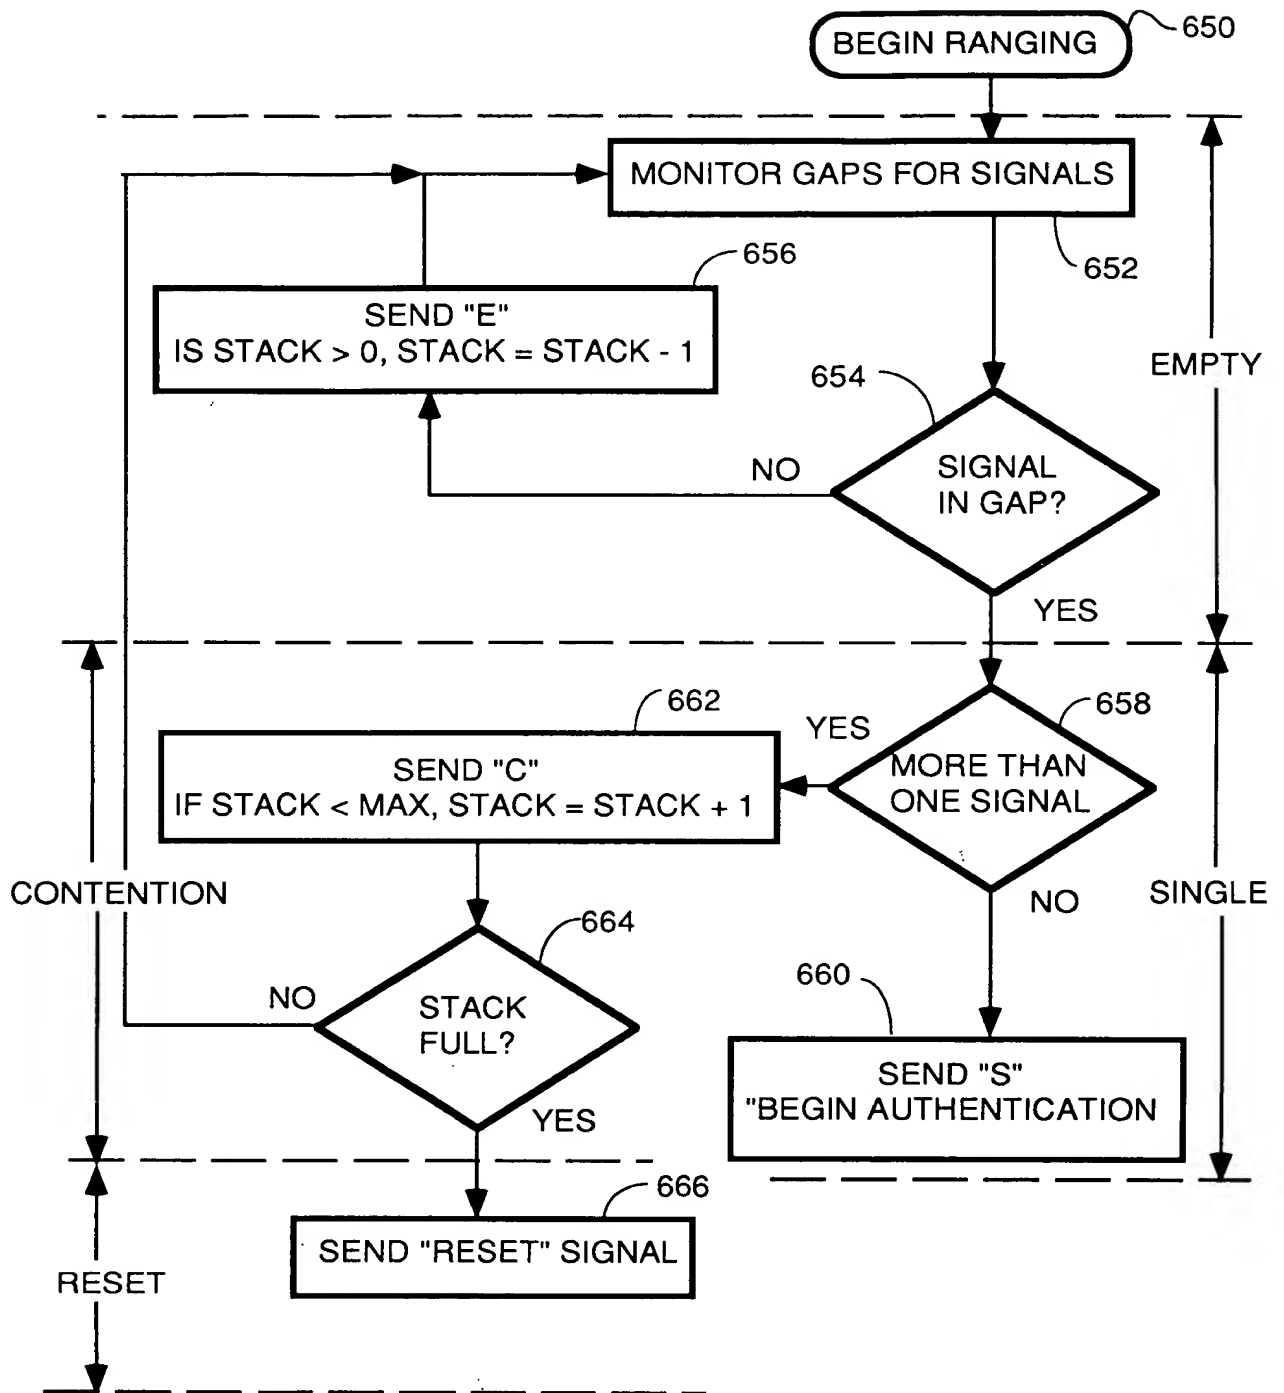 BEGIN RANGING
650
MONITOR GAPS FOR SIGNALS
652
656
SEND "E"
IS STACK > 0, STACK = STACK - 1
EMPTY
654
SIGNAL
IN GAP?
NO
YES
658
MORE THAN
ONE SIGNAL
YES
NO
662
SEND "C"
IF STACK < MAX, STACK = STACK + 1
CONTENTION
SINGLE
664
STACK
FULL?
NO
YES
660
SEND "S"
"BEGIN AUTHENTICATION
666
SEND "RESET" SIGNAL
RESET